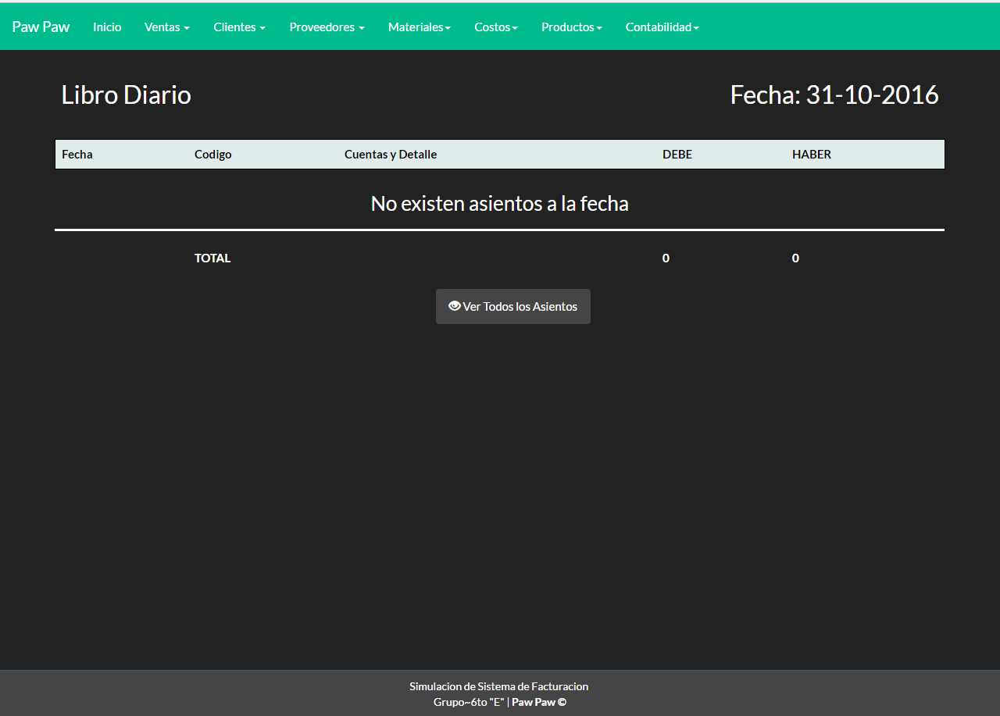 Paw Paw Inicio Ventas Clientes Proveedores Materiales Costos Productos Contabilidad
Libro Diario Fecha: 31-10-2016
Fecha Codigo Cuentas y Detalle DEBE HABER
No existen asientos a la fecha
TOTAL 0 0
Ver Todos los Asientos
Simulacion de Sistema de Facturacion
Grupo~6to "E" | Paw Paw ©